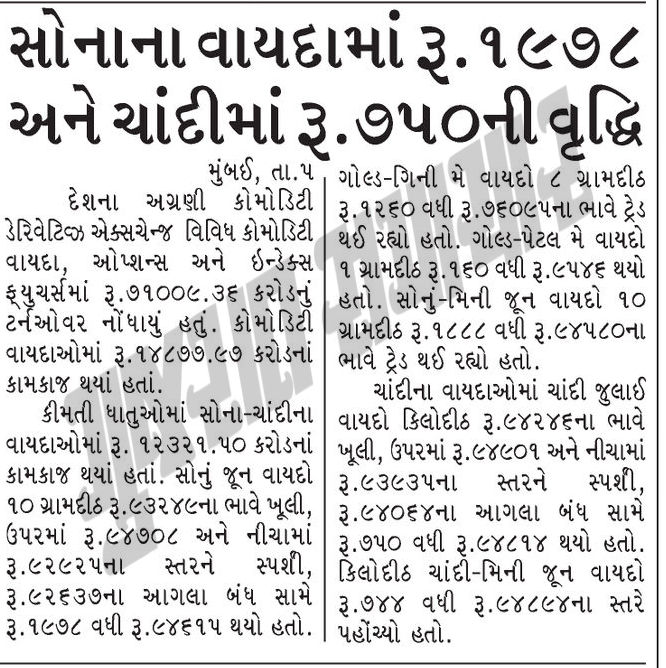 સોનાના વાયદામાં રૂ.૧૯૭૮
અને ચાંદીમાં રૂ.૭૫૦ની વૃદ્ધિ
મુંબઈ, તા.૫
દેશના અગ્રણી કોમોડિટી
ડેરિવેટિવ્ઝ એક્સચેન્જ વિવિધ કોમોડિટી
વાયદા, ઓપ્શન્સ અને ઈન્ડેક્સ
ફ્યુચર્સમાં રૂ.૭૧૦૦૯.૩૬ કરોડનું
ટર્નઓવર નોંધાયું હતુ. કોમોડિટી
વાયદાઓમાં રૂ.૧૪૮૭૭.૯૭ કરોડનાં
કામકાજ થયાં હતાં.
કીમતી ધાતુઓમાં સોના-ચાંદીના
વાયદાઓમાં રૂ. ૧૨૩૨૧.૫૦ કરોડનાં
કામકાજ થયાં હતાં. સોનું જૂન વાયદો
૧૦ ગ્રામદીઠ રૂ.૯૩૨૪૯ના ભાવે ખૂલી,
ઉપરમાં રૂ.૯૪૭૦૮ અને નીચામાં
રૂ.૯૨૯૨૫ના સ્તરને સ્પર્શી,
રૂ.૯૨૬૩૭ના આગલા બંધ સામે
રૂ.૧૯૭૮ વધી રૂ.૯૪૬૧૫ થયો હતો.
ગોલ્ડ-ગિની મે વાયદો ૮ ગ્રામદીઠ
રૂ.૧૨૬૦ વધી રૂ.૭૬૦૯૫ના ભાવે ટ્રેડ
થઈ રહ્યો હતો. ગોલ્ડ-પેટલ મે વાયદો
૧ ગ્રામદીઠ રૂ.૧૬૦ વધી રૂ.૯૫૪૬ થયો
હતો. સોનું-મિની જૂન વાયદો ૧૦
ગ્રામદીઠ રૂ.૧૮૮૮ વધી રૂ.૯૪૫૮૦ના
ભાવે ટ્રેડ થઈ રહ્યો હતો.
ચાંદીના વાયદાઓમાં ચાંદી જુલાઈ
વાયદો કિલોદીઠ રૂ.૯૪૨૪૬ના ભાવે
ખૂલી, ઉપરમાં રૂ.૯૪૯૦૧ અને નીચામાં
રૂ.૯૩૯૩૫ના સ્તરને સ્પર્શી,
રૂ.૯૪૦૬૪ના આગલા બંધ સામે
રૂ.૭૫૦ વધી રૂ.૯૪૮૧૪ થયો હતો.
કિલોદીઠ ચાંદી-મિની જૂન વાયદો
રૂ.૭૪૪ વધી રૂ.૯૪૮૯૪ના સ્તરે
પહોંચ્યો હતો.
ગુજરાત સમાચાર